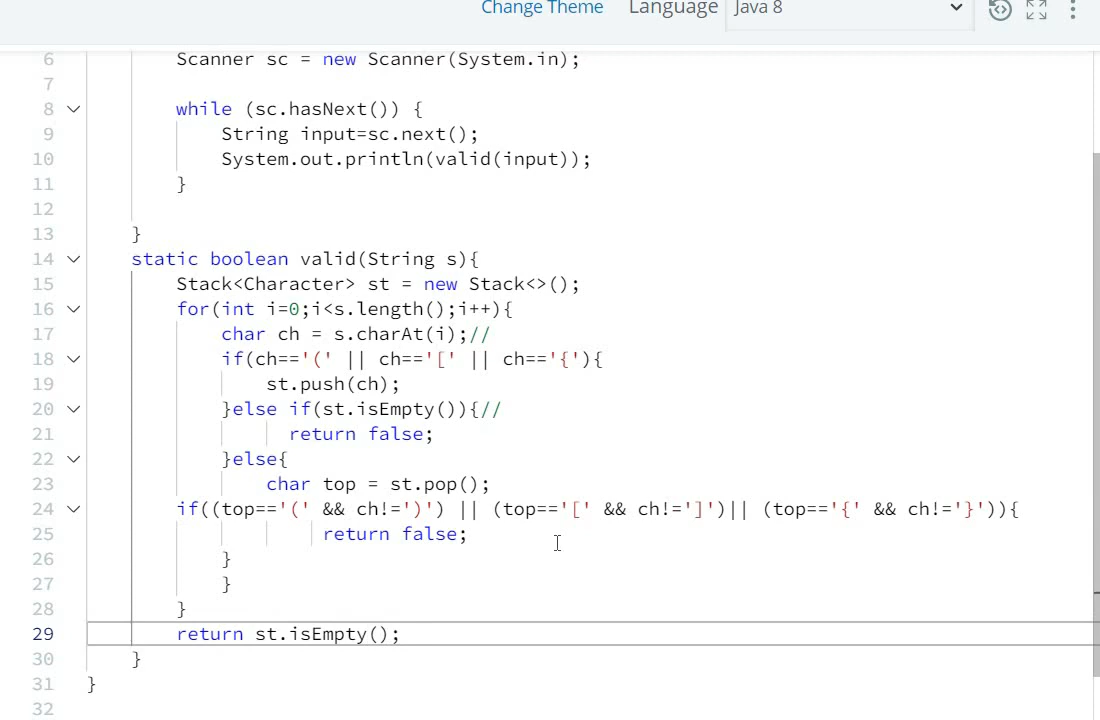 Change Theme Language Java 8
6 Scanner sc = new Scanner(System.in);
7
8 while (sc.hasNext()) {
9 String input=sc.next();
10 System.out.println(valid(input));
11 }
12
13 }
14 static boolean valid(String s){
15 Stack<Character> st = new Stack<>();
16 for(int i=0;i<s.length();i++){
17 char ch = s.charAt(i);//
18 if(ch=='(' || ch=='[' || ch=='{'){
19 st.push(ch);
20 }else if(st.isEmpty()){//
21 return false;
22 }else{
23 char top = st.pop();
24 if((top=='(' && ch!=')') || (top=='[' && ch!=']')|| (top=='{' && ch!='}')){
25 return false;
26 }
27 }
28 }
29 return st.isEmpty();
30 }
31 }
32